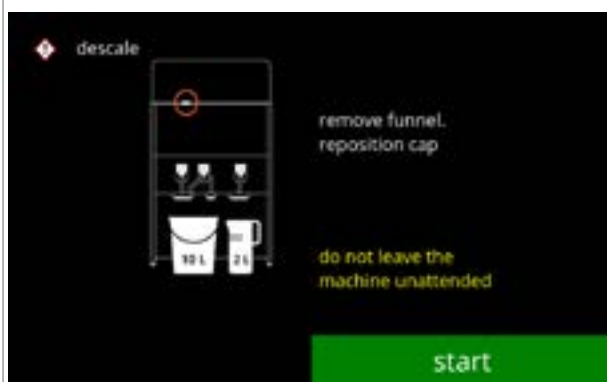 descale
remove funnel.
reposition cap
10 L
2 L
do not leave the
machine unattended
start